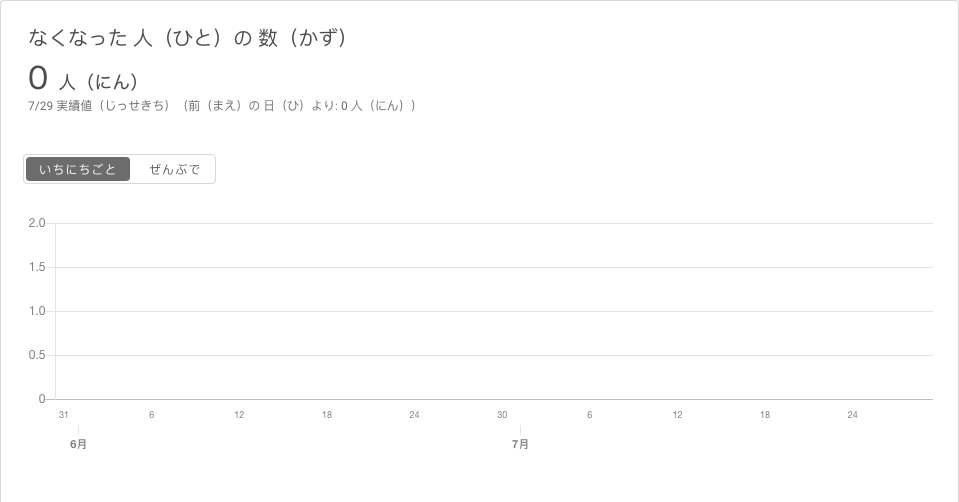 なくなった 人（ひと）の 数（かず）
0 人（にん）
7/29 実績値（じっせきち）（前（まえ）の 日（ひ）より: 0 人（にん））
いちにちごと ぜんぶで
2.0
1.5
1.0
0.5
0
31 6 12 18 24 30 6 12 18 24
6月 7月